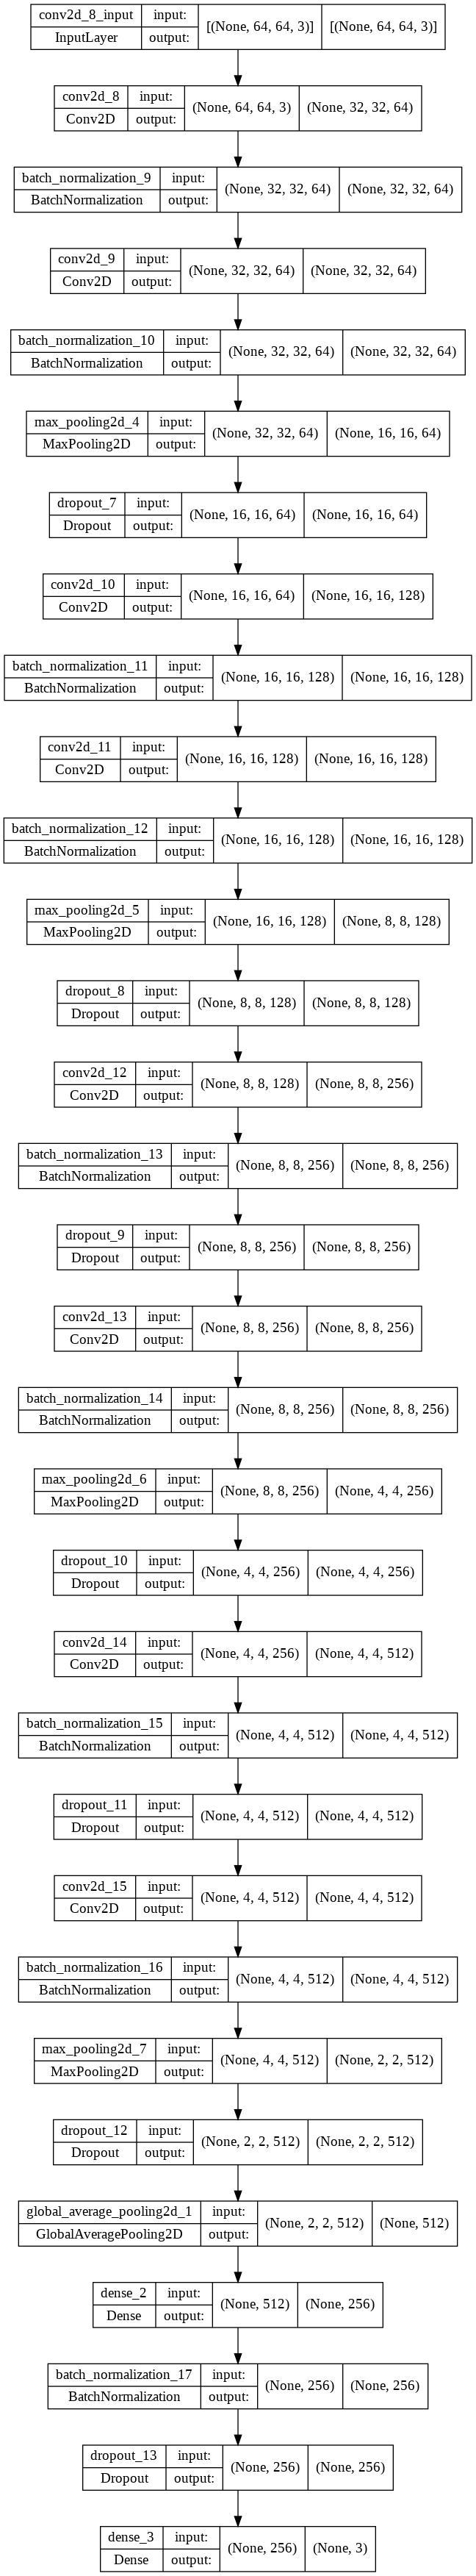 conv2d_8_input input: [(None, 64, 64, 3)] [(None, 64, 64, 3)]
InputLayer output:
conv2d_8 input: (None, 64, 64, 3) (None, 32, 32, 64)
Conv2D output:
batch_normalization_9 input: (None, 32, 32, 64) (None, 32, 32, 64)
BatchNormalization output:
conv2d_9 input: (None, 32, 32, 64) (None, 32, 32, 64)
Conv2D output:
batch_normalization_10 input: (None, 32, 32, 64) (None, 32, 32, 64)
BatchNormalization output:
max_pooling2d_4 input: (None, 32, 32, 64) (None, 16, 16, 64)
MaxPooling2D output:
dropout_7 input: (None, 16, 16, 64) (None, 16, 16, 64)
Dropout output:
conv2d_10 input: (None, 16, 16, 64) (None, 16, 16, 128)
Conv2D output:
batch_normalization_11 input: (None, 16, 16, 128) (None, 16, 16, 128)
BatchNormalization output:
conv2d_11 input: (None, 16, 16, 128) (None, 16, 16, 128)
Conv2D output:
batch_normalization_12 input: (None, 16, 16, 128) (None, 16, 16, 128)
BatchNormalization output:
max_pooling2d_5 input: (None, 16, 16, 128) (None, 8, 8, 128)
MaxPooling2D output:
dropout_8 input: (None, 8, 8, 128) (None, 8, 8, 128)
Dropout output:
conv2d_12 input: (None, 8, 8, 128) (None, 8, 8, 256)
Conv2D output:
batch_normalization_13 input: (None, 8, 8, 256) (None, 8, 8, 256)
BatchNormalization output:
dropout_9 input: (None, 8, 8, 256) (None, 8, 8, 256)
Dropout output:
conv2d_13 input: (None, 8, 8, 256) (None, 8, 8, 256)
Conv2D output:
batch_normalization_14 input: (None, 8, 8, 256) (None, 8, 8, 256)
BatchNormalization output:
max_pooling2d_6 input: (None, 8, 8, 256) (None, 4, 4, 256)
MaxPooling2D output:
dropout_10 input: (None, 4, 4, 256) (None, 4, 4, 256)
Dropout output:
conv2d_14 input: (None, 4, 4, 256) (None, 4, 4, 512)
Conv2D output:
batch_normalization_15 input: (None, 4, 4, 512) (None, 4, 4, 512)
BatchNormalization output:
dropout_11 input: (None, 4, 4, 512) (None, 4, 4, 512)
Dropout output:
conv2d_15 input: (None, 4, 4, 512) (None, 4, 4, 512)
Conv2D output:
batch_normalization_16 input: (None, 4, 4, 512) (None, 4, 4, 512)
BatchNormalization output:
max_pooling2d_7 input: (None, 4, 4, 512) (None, 2, 2, 512)
MaxPooling2D output:
dropout_12 input: (None, 2, 2, 512) (None, 2, 2, 512)
Dropout output:
global_average_pooling2d_1 input: (None, 2, 2, 512) (None, 512)
GlobalAveragePooling2D output:
dense_2 input: (None, 512) (None, 256)
Dense output:
batch_normalization_17 input: (None, 256) (None, 256)
BatchNormalization output:
dropout_13 input: (None, 256) (None, 256)
Dropout output:
dense_3 input: (None, 256) (None, 3)
Dense output: